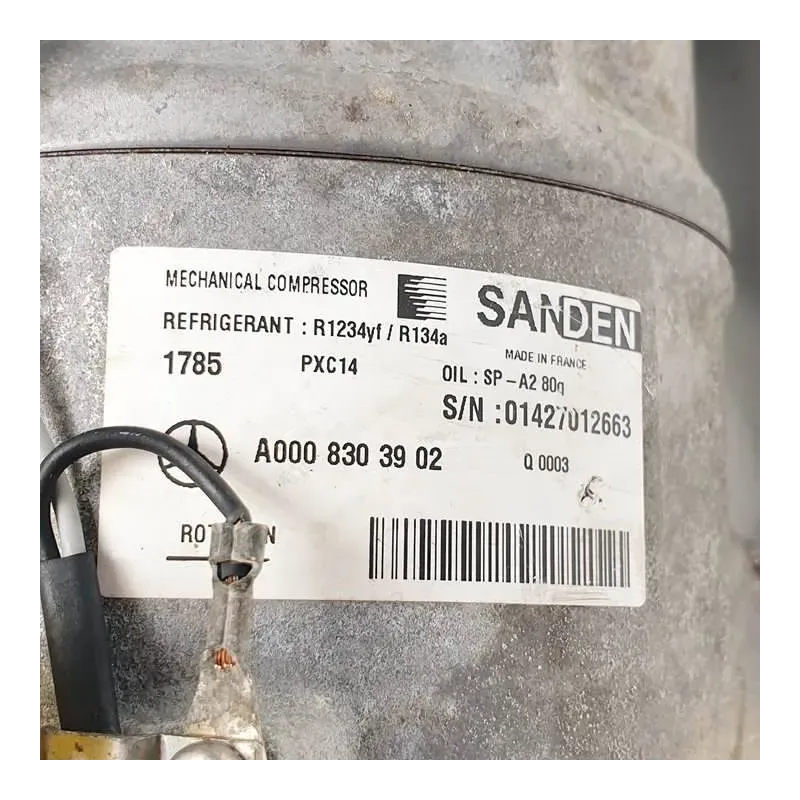 MECHANICAL COMPRESSOR
SANDEN
REFRIGERANT : R1234yf / R134a
MADE IN FRANCE
1785 PXC14
OIL : SP-A2 80g
S/N :01427012663
A000 830 39 02
Q 0003